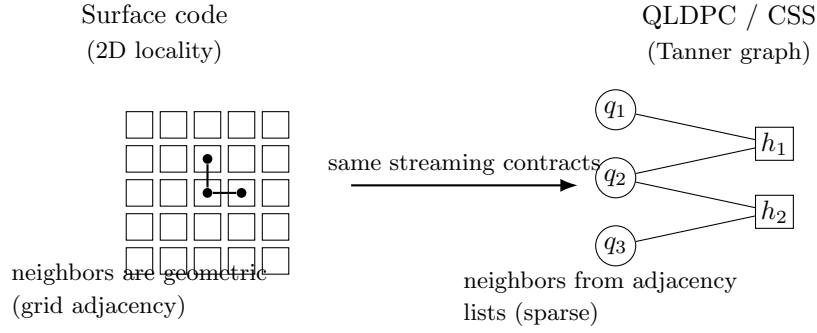 Surface code
(2D locality)
QLDPC / CSS
(Tanner graph)
q1
h1
same streaming contracts
q2
h2
q3
neighbors are geometric
(grid adjacency)
neighbors from adjacency
lists (sparse)